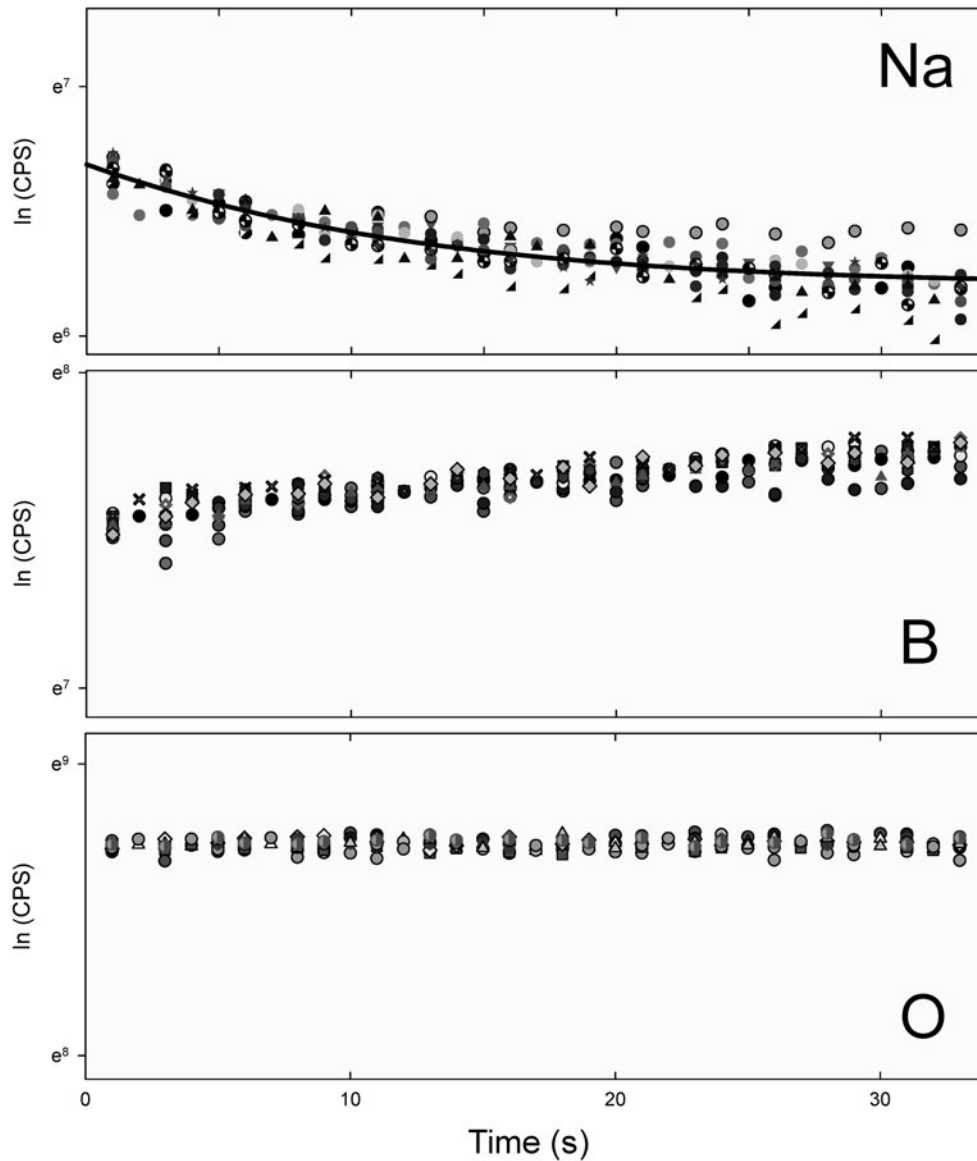 Na
e⁷
ln (CPS)
e⁶
e⁸
ln (CPS)
B
e⁷
e⁹
ln (CPS)
O
e⁸
0 10 20 30
Time (s)